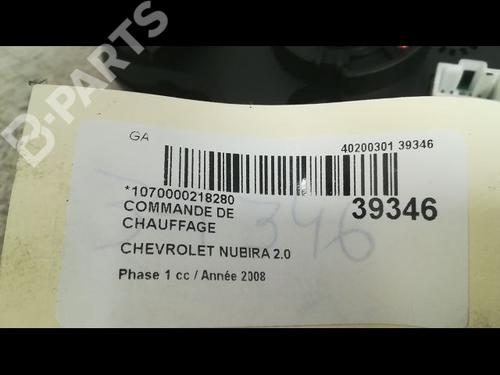 B-PARTS
GA
40200301 39346
*1070000218280
39346
COMMANDE DE
CHAUFFAGE
CHEVROLET NUBIRA 2.0
Phase 1 cc / Année 2008